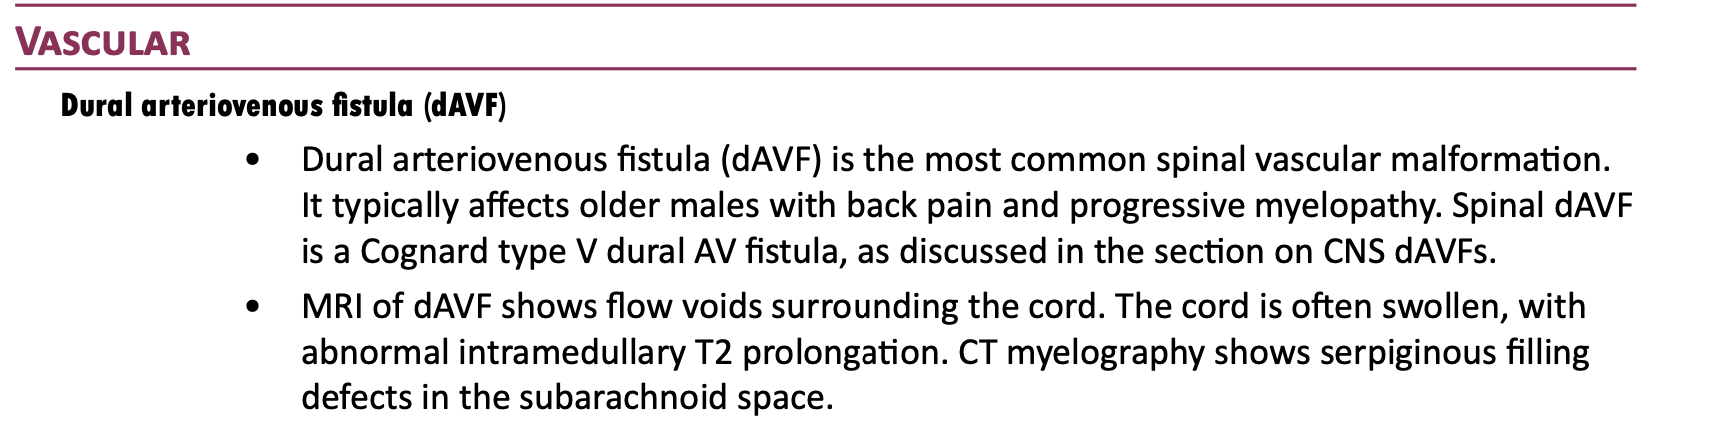 VASCULAR
Dural arteriovenous fistula (dAVF)
• Dural arteriovenous fistula (dAVF) is the most common spinal vascular malformation.
It typically affects older males with back pain and progressive myelopathy. Spinal dAVF
is a Cognard type V dural AV fistula, as discussed in the section on CNS dAVFs.
• MRI of dAVF shows flow voids surrounding the cord. The cord is often swollen, with
abnormal intramedullary T2 prolongation. CT myelography shows serpiginous filling
defects in the subarachnoid space.